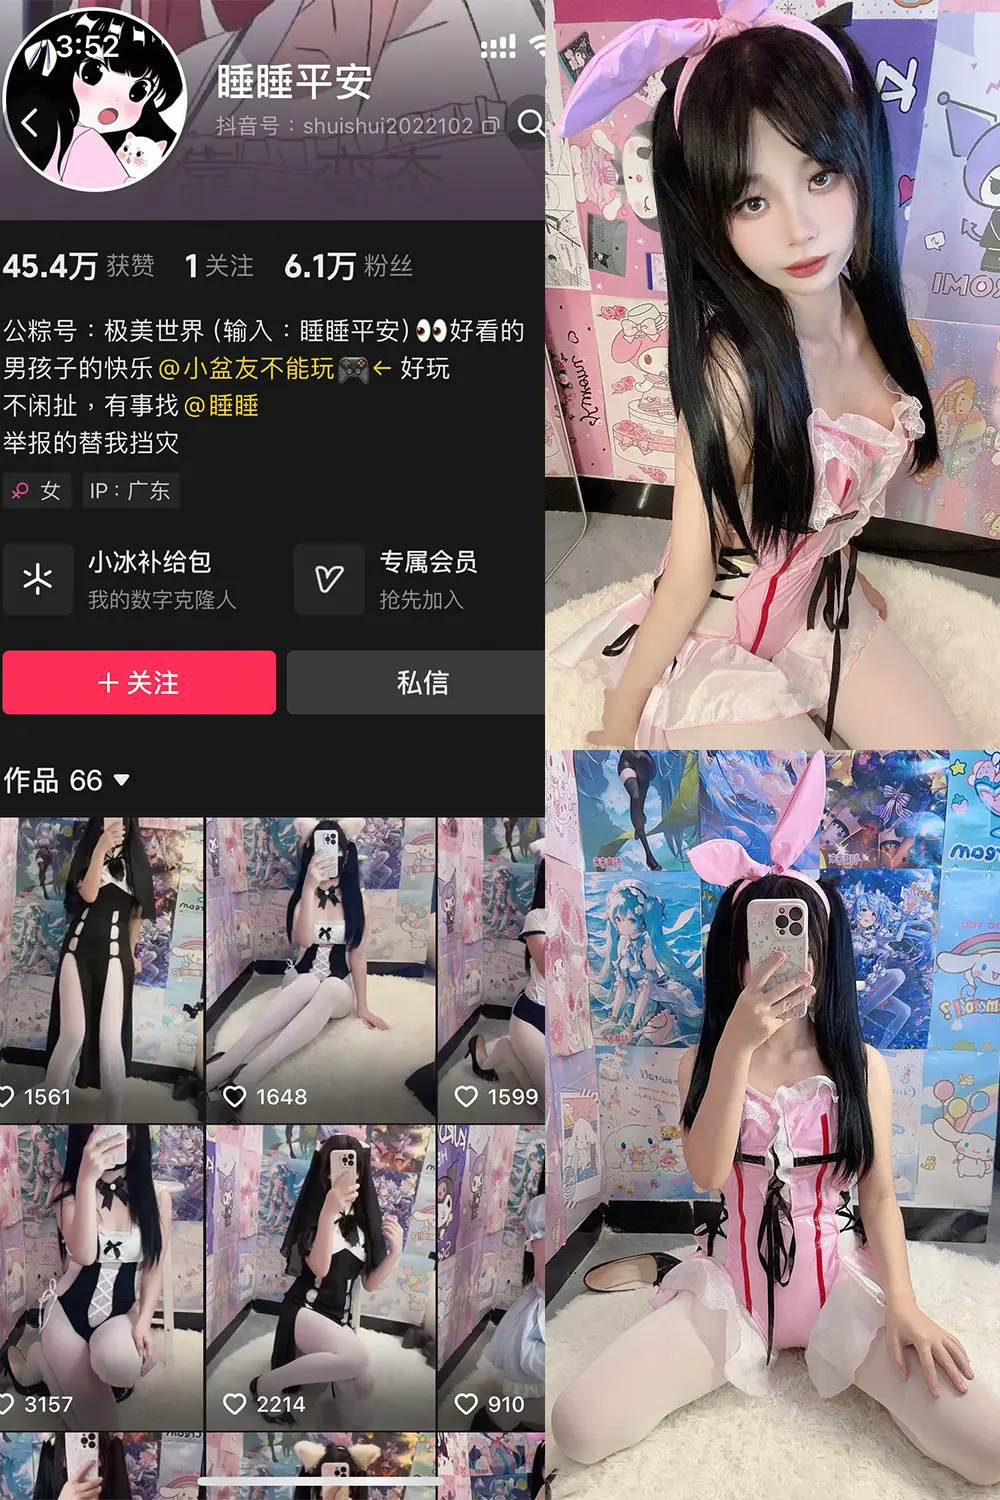 3:52
睡睡平安
抖音号：shuishui2022102
45.4万 获赞 1 关注 6.1万 粉丝
公粽号：极美世界（输入：睡睡平安）👀好看的
男孩子的快乐 @小盆友不能玩🎮← 好玩
不闲扯，有事找 @睡睡
举报的替我挡灾
♀ 女 IP：广东
小冰补给包
我的数字克隆人
专属会员
抢先加入
＋关注
私信
作品 66
1561
1648
1599
3157
2214
910